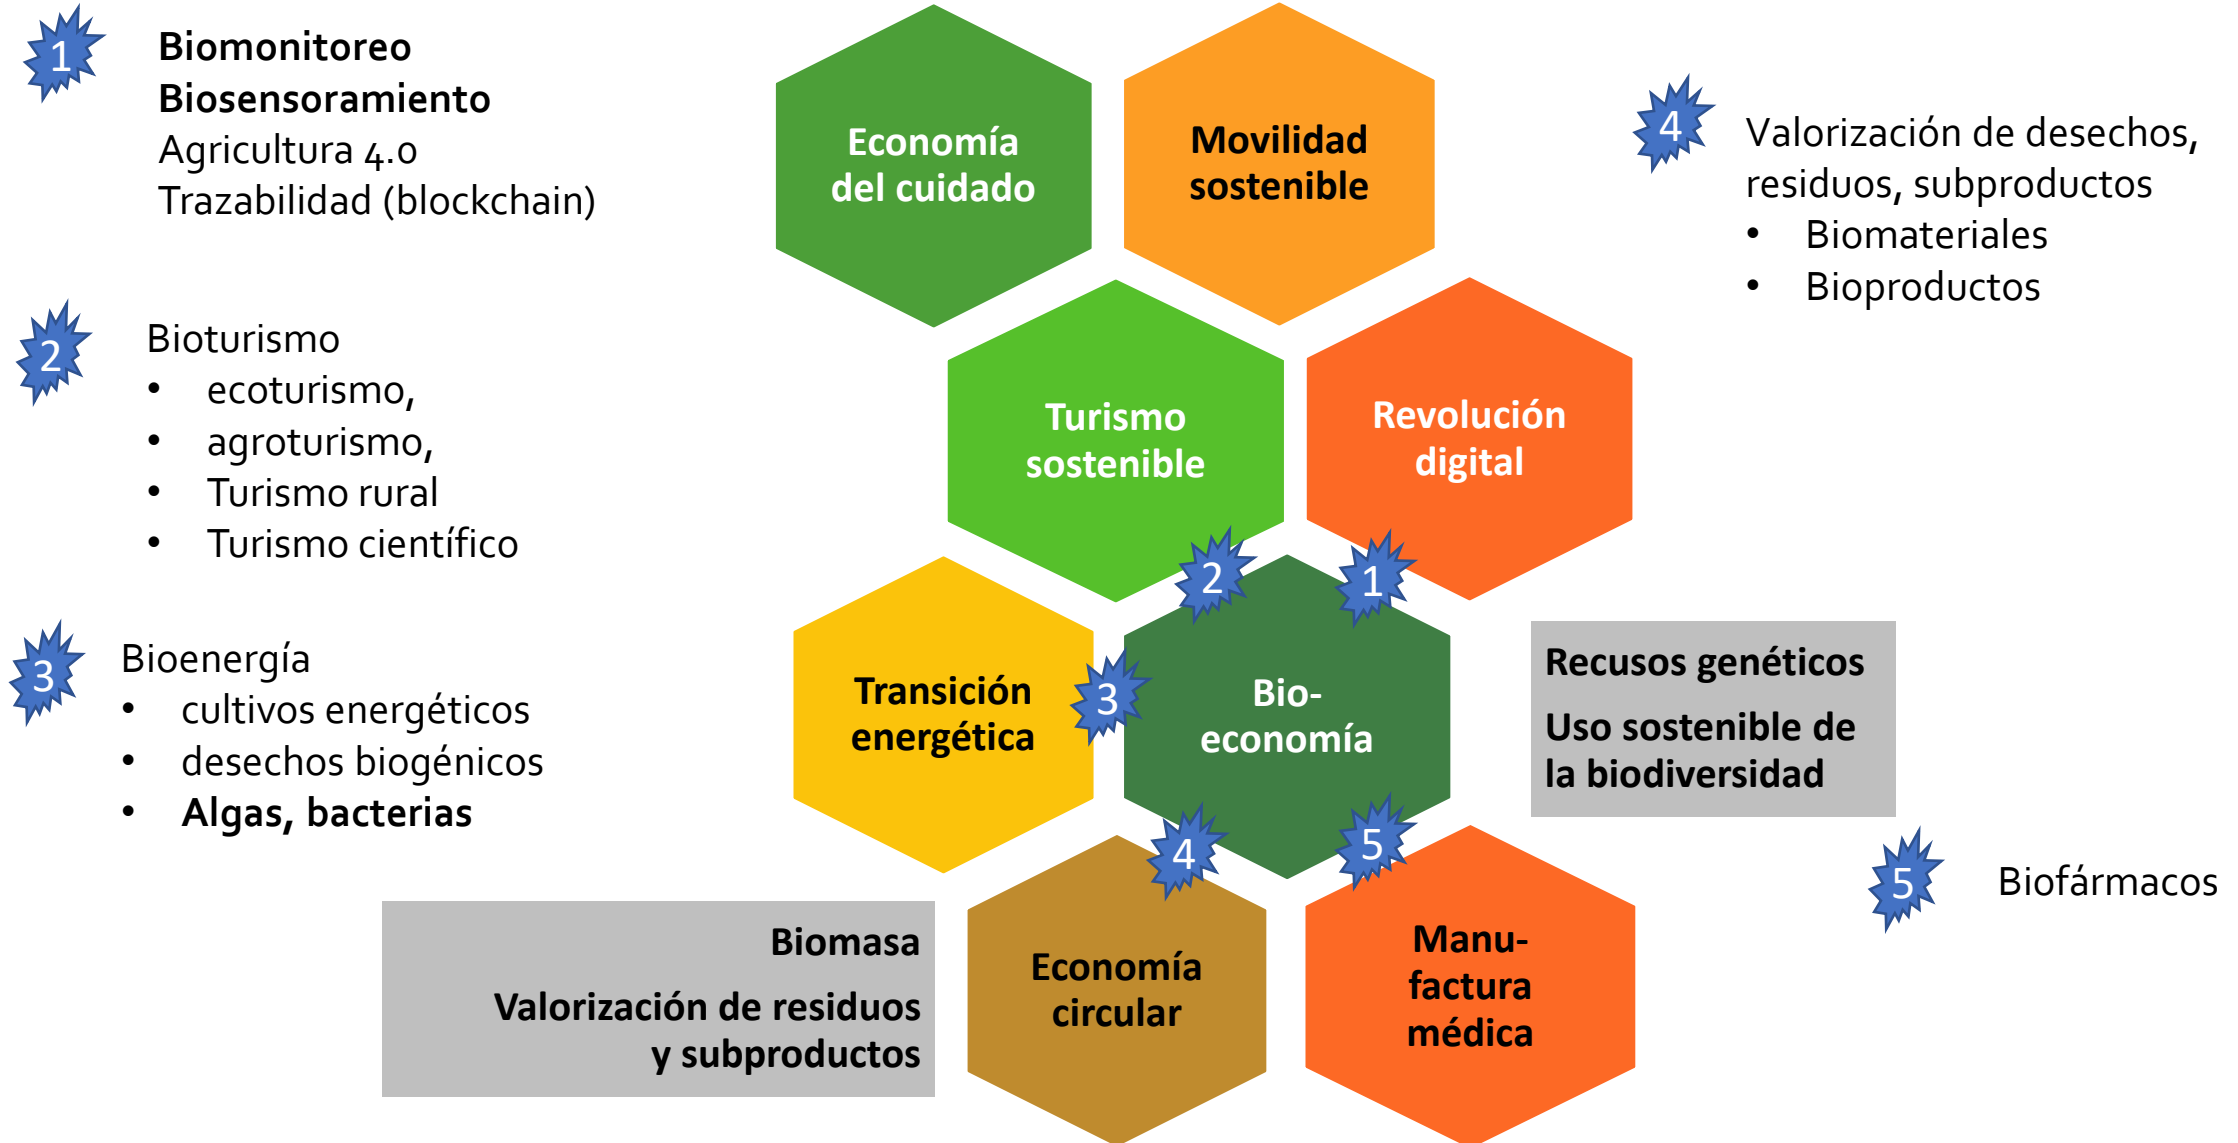 1
Biomonitoreo
Biosensoramiento
Agricultura 4.0
Trazabilidad (blockchain)
2
Bioturismo
• ecoturismo,
• agroturismo,
• Turismo rural
• Turismo científico
3
Bioenergía
• cultivos energéticos
• desechos biogénicos
• Algas, bacterias
Economía
del cuidado
Movilidad
sostenible
Turismo
sostenible
Revolución
digital
2
1
Transición
energética
3
Bio-
economía
4
5
Economía
circular
Manu-
factura
médica
Biomasa
Valorización de residuos
y subproductos
4
Valorización de desechos,
residuos, subproductos
• Biomateriales
• Bioproductos
Recusos genéticos
Uso sostenible de
la biodiversidad
5
Biofármacos